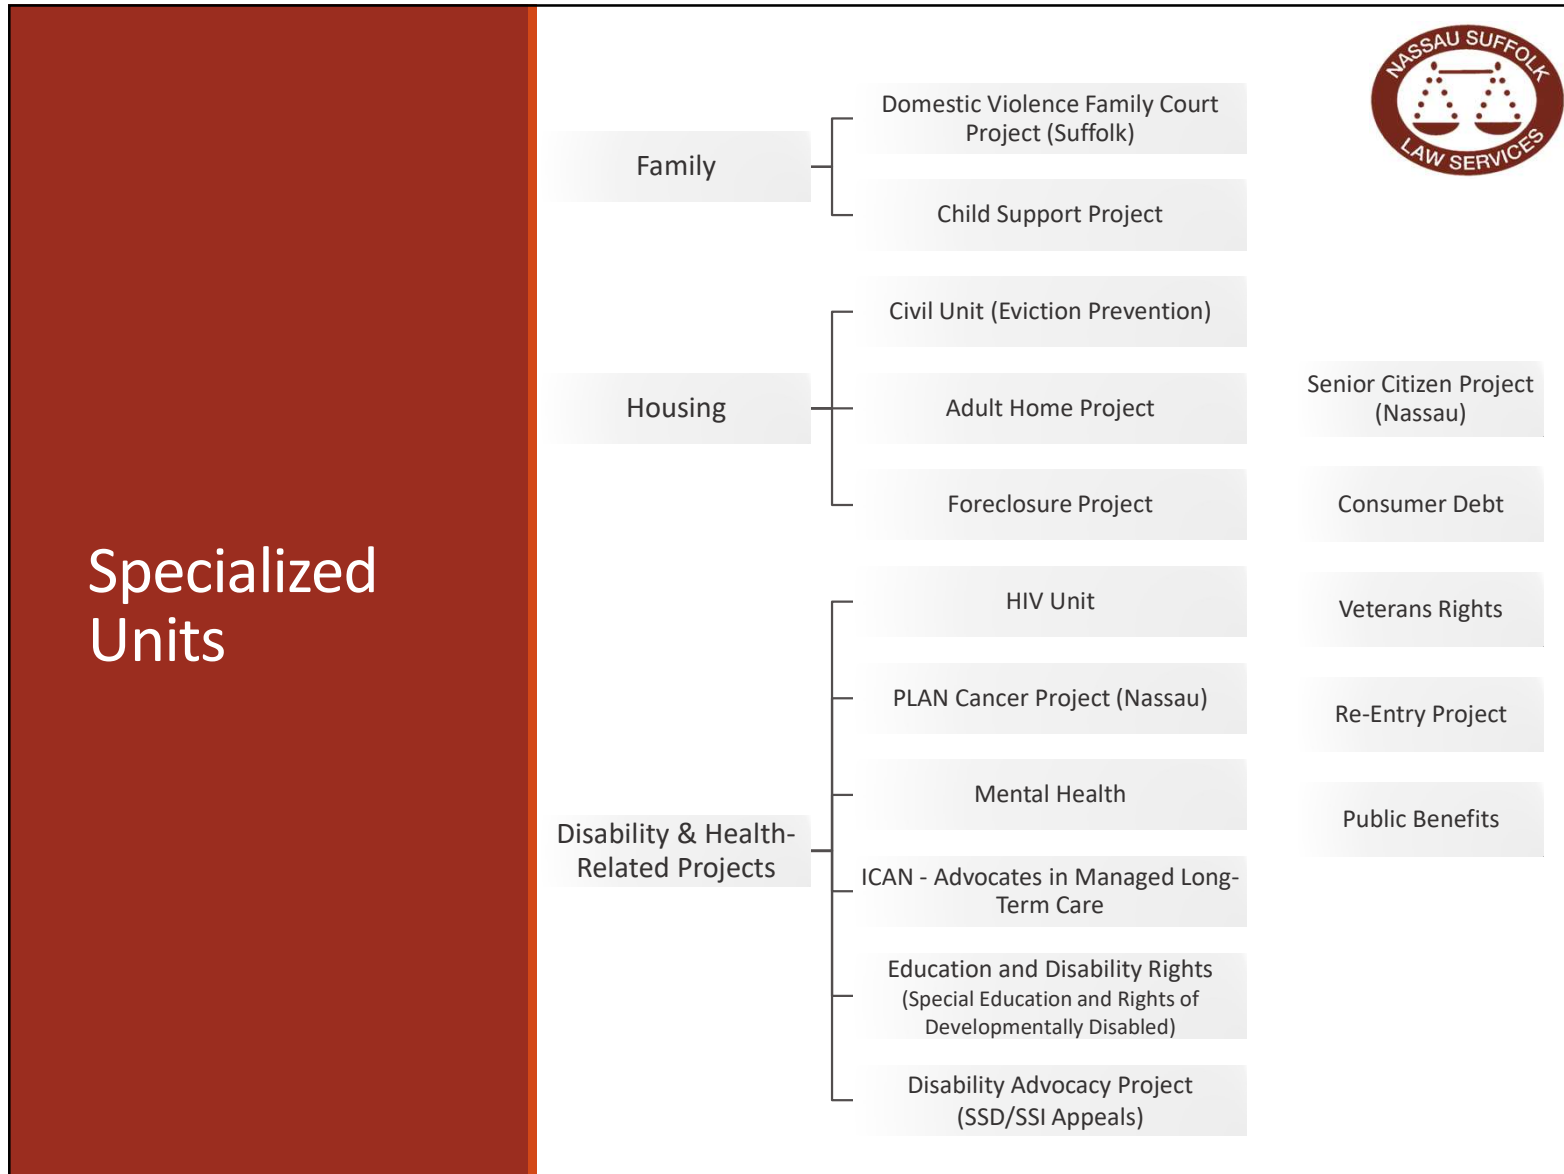 Specialized
Units
NASSAU SUFFOLK
LAW SERVICES
Family
Domestic Violence Family Court
Project (Suffolk)
Child Support Project
Housing
Civil Unit (Eviction Prevention)
Adult Home Project
Foreclosure Project
Disability & Health-
Related Projects
HIV Unit
PLAN Cancer Project (Nassau)
Mental Health
ICAN - Advocates in Managed Long-
Term Care
Education and Disability Rights
(Special Education and Rights of
Developmentally Disabled)
Disability Advocacy Project
(SSD/SSI Appeals)
Senior Citizen Project
(Nassau)
Consumer Debt
Veterans Rights
Re-Entry Project
Public Benefits